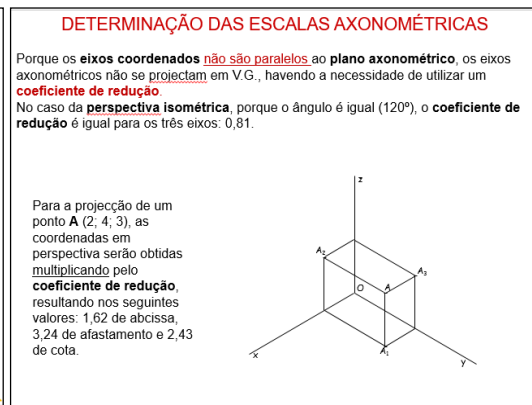 DETERMINAÇÃO DAS ESCALAS AXONOMÉTRICAS
Porque os eixos coordenados não são paralelos ao plano axonométrico, os eixos
axonométricos não se projectam em V.G., havendo a necessidade de utilizar um
coeficiente de redução.
No caso da perspectiva isométrica, porque o ângulo é igual (120º), o coeficiente de
redução é igual para os três eixos: 0,81.
Para a projecção de um
ponto A (2; 4; 3), as
coordenadas em
perspectiva serão obtidas
multiplicando pelo
coeficiente de redução,
resultando nos seguintes
valores: 1,62 de abcissa,
3,24 de afastamento e 2,43
de cota.
z
A2
A3
O
A
A1
x
y